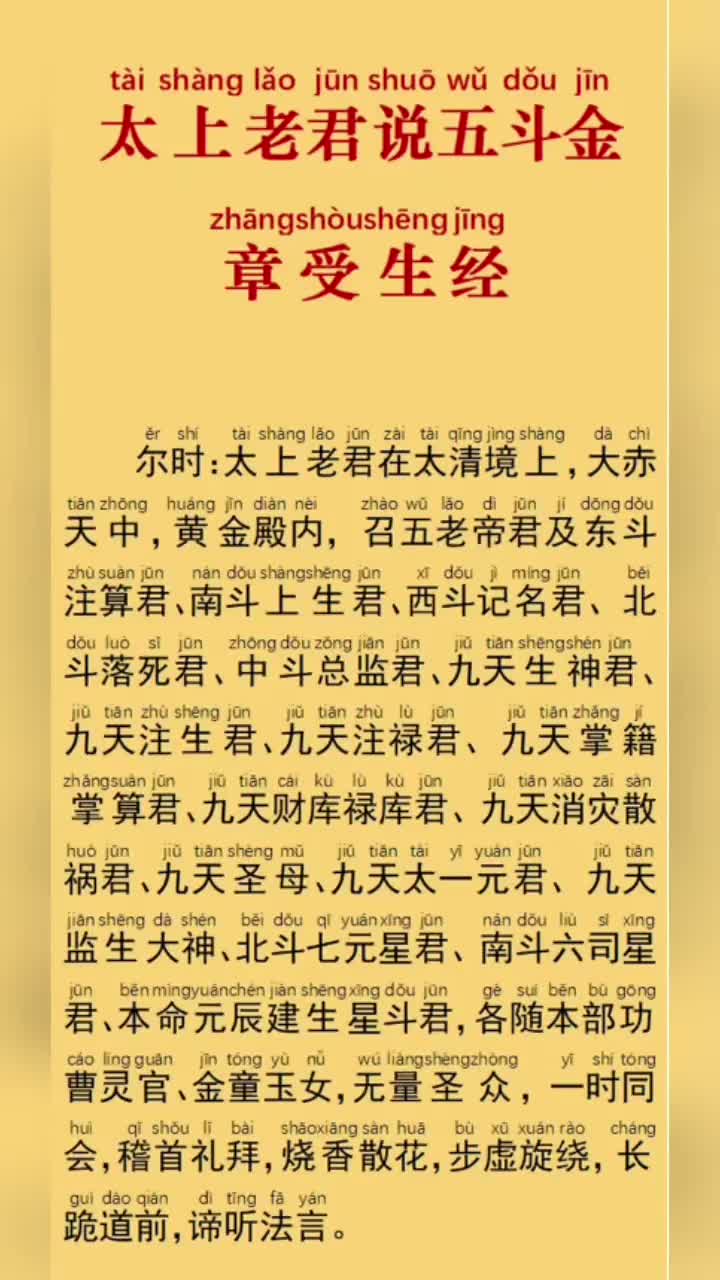 tài shàng lǎo jūn shuō wǔ dǒu jīn
太上老君说五斗金
zhāngshòushēng jīng
章受生经
ěr shí tài shàng lǎo jūn zài tài qīng jìng shàng dà chì
尔时:太上老君在太清境上,大赤
tiān zhōng huáng jīn diàn nèi zhào wǔ lǎo dì jūn jí dōng dǒu
天中,黄金殿内,召五老帝君及东斗
zhù suàn jūn nán dǒu shàngshēng jūn xī dǒu jì míng jūn běi
注算君、南斗上生君、西斗记名君、北
dǒu luò sǐ jūn zhōng dǒu zǒng jiān jūn jiǔ tiān shēngshén jūn
斗落死君、中斗总监君、九天生神君、
jiǔ tiān zhù shēng jūn jiǔ tiān zhù lù jūn jiǔ tiān zhǎng jí
九天注生君、九天注禄君、九天掌籍
zhǎngsuàn jūn jiǔ tiān cái kù lù kù jūn jiǔ tiān xiāo zāi sàn
掌算君、九天财库禄库君、九天消灾散
huò jūn jiǔ tiān shèng mǔ jiǔ tiān tài yī yuán jūn jiǔ tiān
祸君、九天圣母、九天太一元君、九天
jiān shēng dà shén běi dǒu qī yuán xīng jūn nán dǒu liù sī xīng
监生大神、北斗七元星君、南斗六司星
jūn běn mìngyuánchén jiàn shēng xīng dǒu jūn gè suí běn bù gōng
君、本命元辰建生星斗君,各随本部功
cáo líng guān jīn tóng yù nǚ wú liàngshèngzhòng yī shí tóng
曹灵官、金童玉女,无量圣众,一时同
huì qǐ shǒu lǐ bài shāoxiāng sàn huā bù xū xuán rào cháng
会,稽首礼拜,烧香散花,步虚旋绕,长
guì dào qián dì tīng fǎ yán
跪道前,谛听法言。